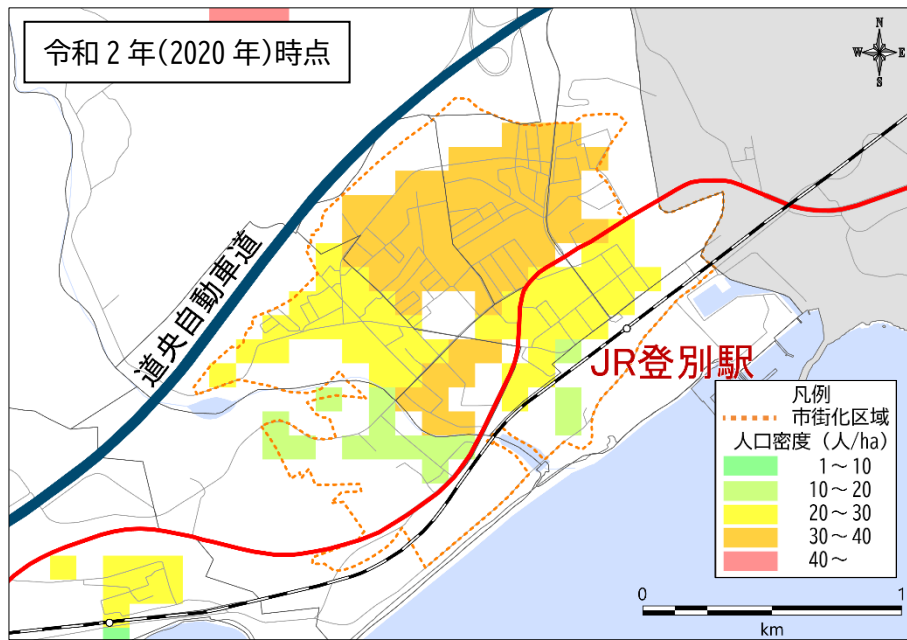 令和２年(2020 年)時点
N
W E
S
道央自動車道
JR登別駅
凡例
市街化区域
人口密度（人/ha）
1～10
10～20
20～30
30～40
40～
0 1
km